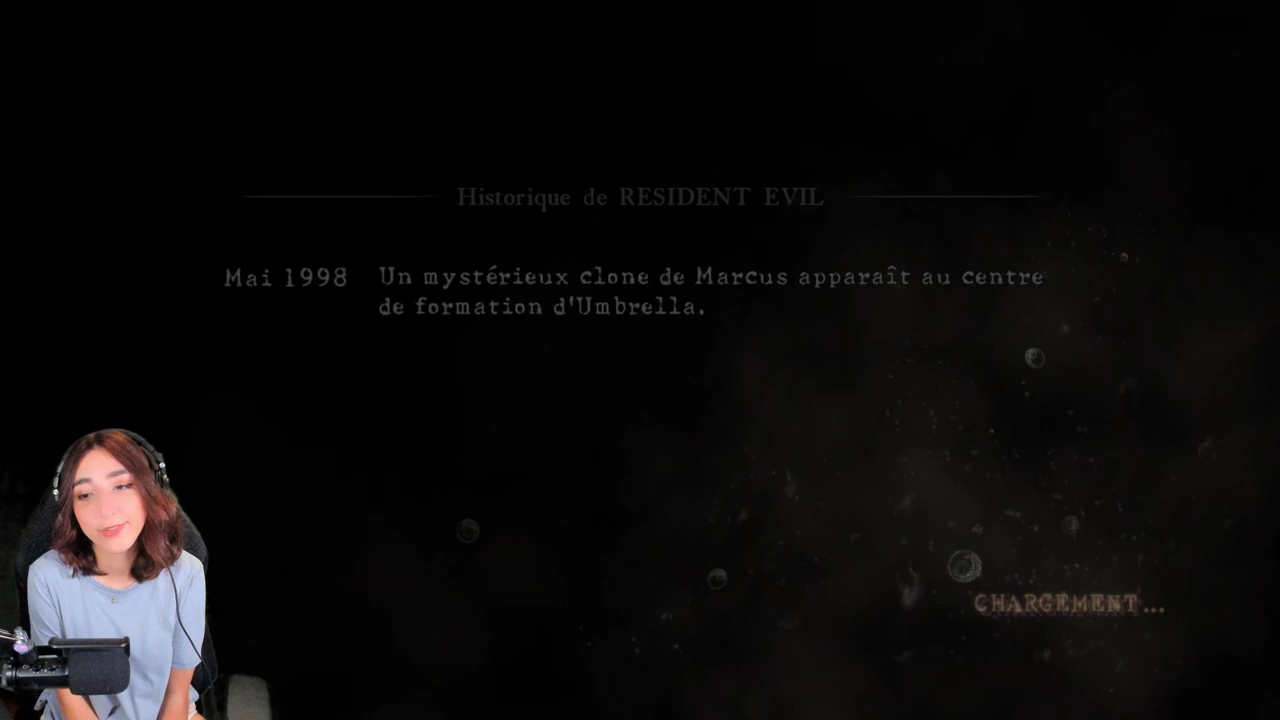 Historique de RESIDENT EVIL
Mai 1998 Un mystérieux clone de Marcus apparaît au centre
de formation d'Umbrella.
CHARGEMENT...